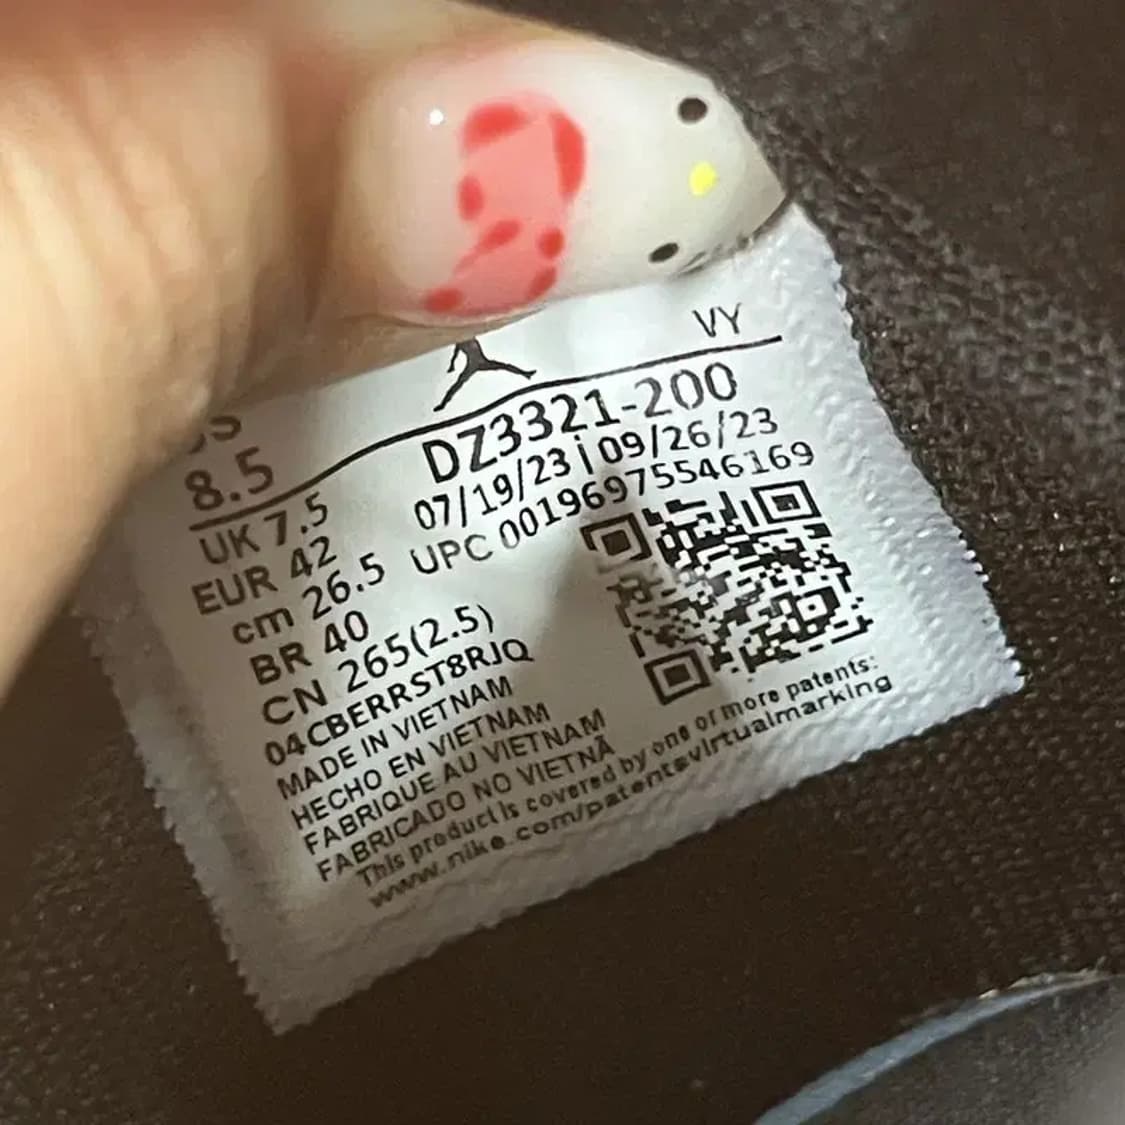 VY
US
8.5
DZ3321-200
07/19/23 | 09/26/23
UPC 00196975546169
UK 7.5
EUR 42
cm 26.5
BR 40
CN 265(2.5)
04CBERRST8RJQ
MADE IN VIETNAM
HECHO EN VIETNAM
FABRIQUE AU VIETNAM
FABRICADO NO VIETNÃ
This product is covered by one or more patents:
www.nike.com/patentsvirtualmarking